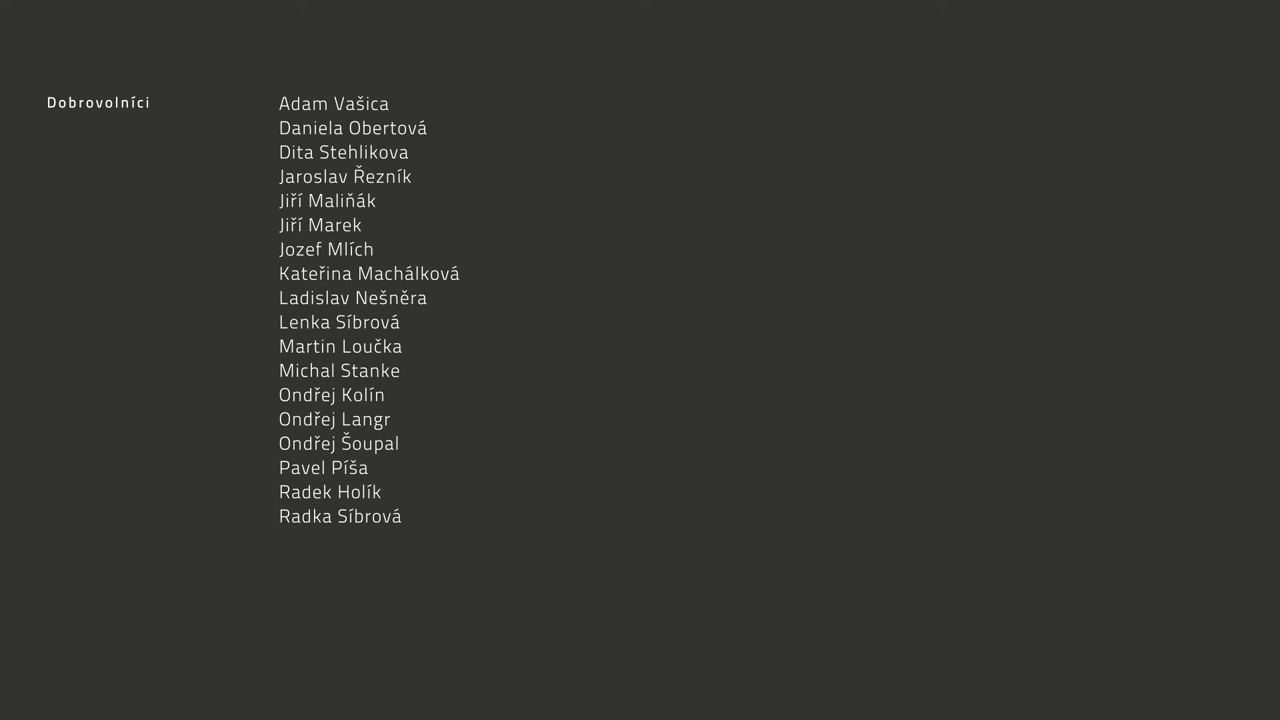 Dobrovolníci
Adam Vašica
Daniela Obertová
Dita Stehlikova
Jaroslav Řezník
Jiří Maliňák
Jiří Marek
Jozef Mlích
Kateřina Machálková
Ladislav Nešněra
Lenka Síbrová
Martin Loučka
Michal Stanke
Ondřej Kolín
Ondřej Langr
Ondřej Šoupal
Pavel Píša
Radek Holík
Radka Síbrová